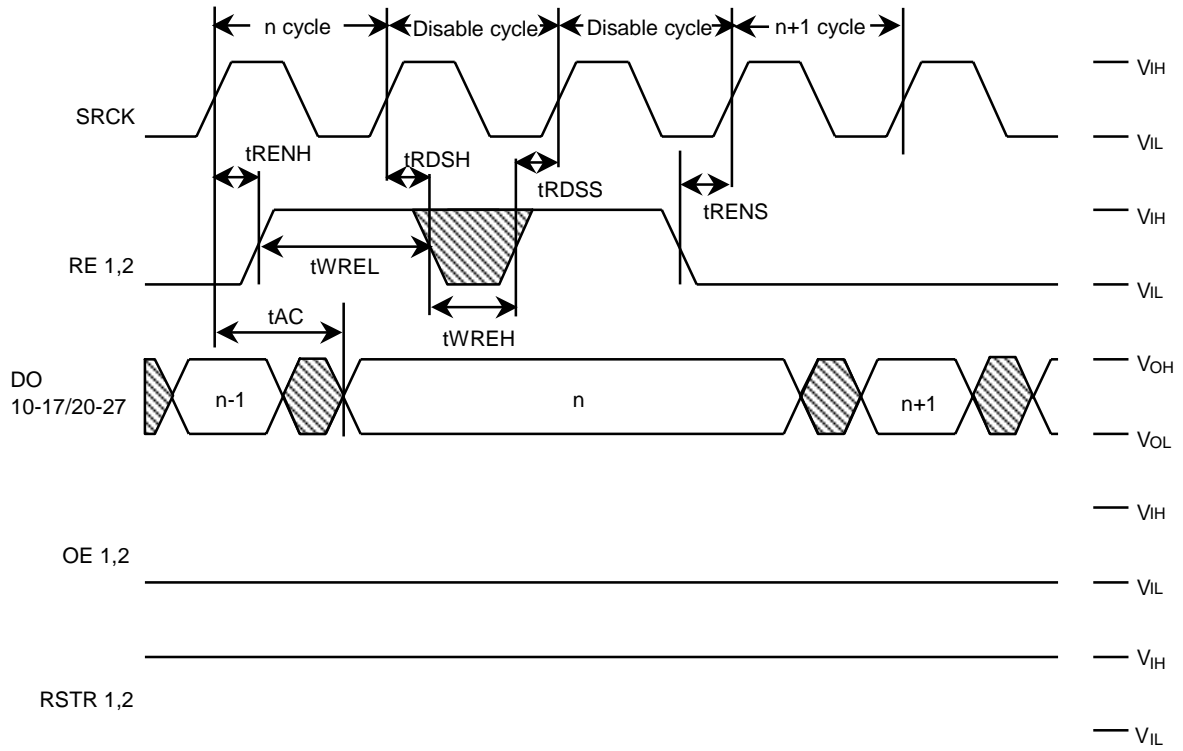 n cycle Disable cycle Disable cycle n+1 cycle
VIH
SRCK
VIL
tRENH tRDSH tRDSS tRENS
VIH
RE 1,2
tWREL
VIL
tAC tWREH
DO
10-17/20-27
n-1 n n+1
VOH
VOL
VIH
OE 1,2
VIL
VIH
RSTR 1,2
VIL